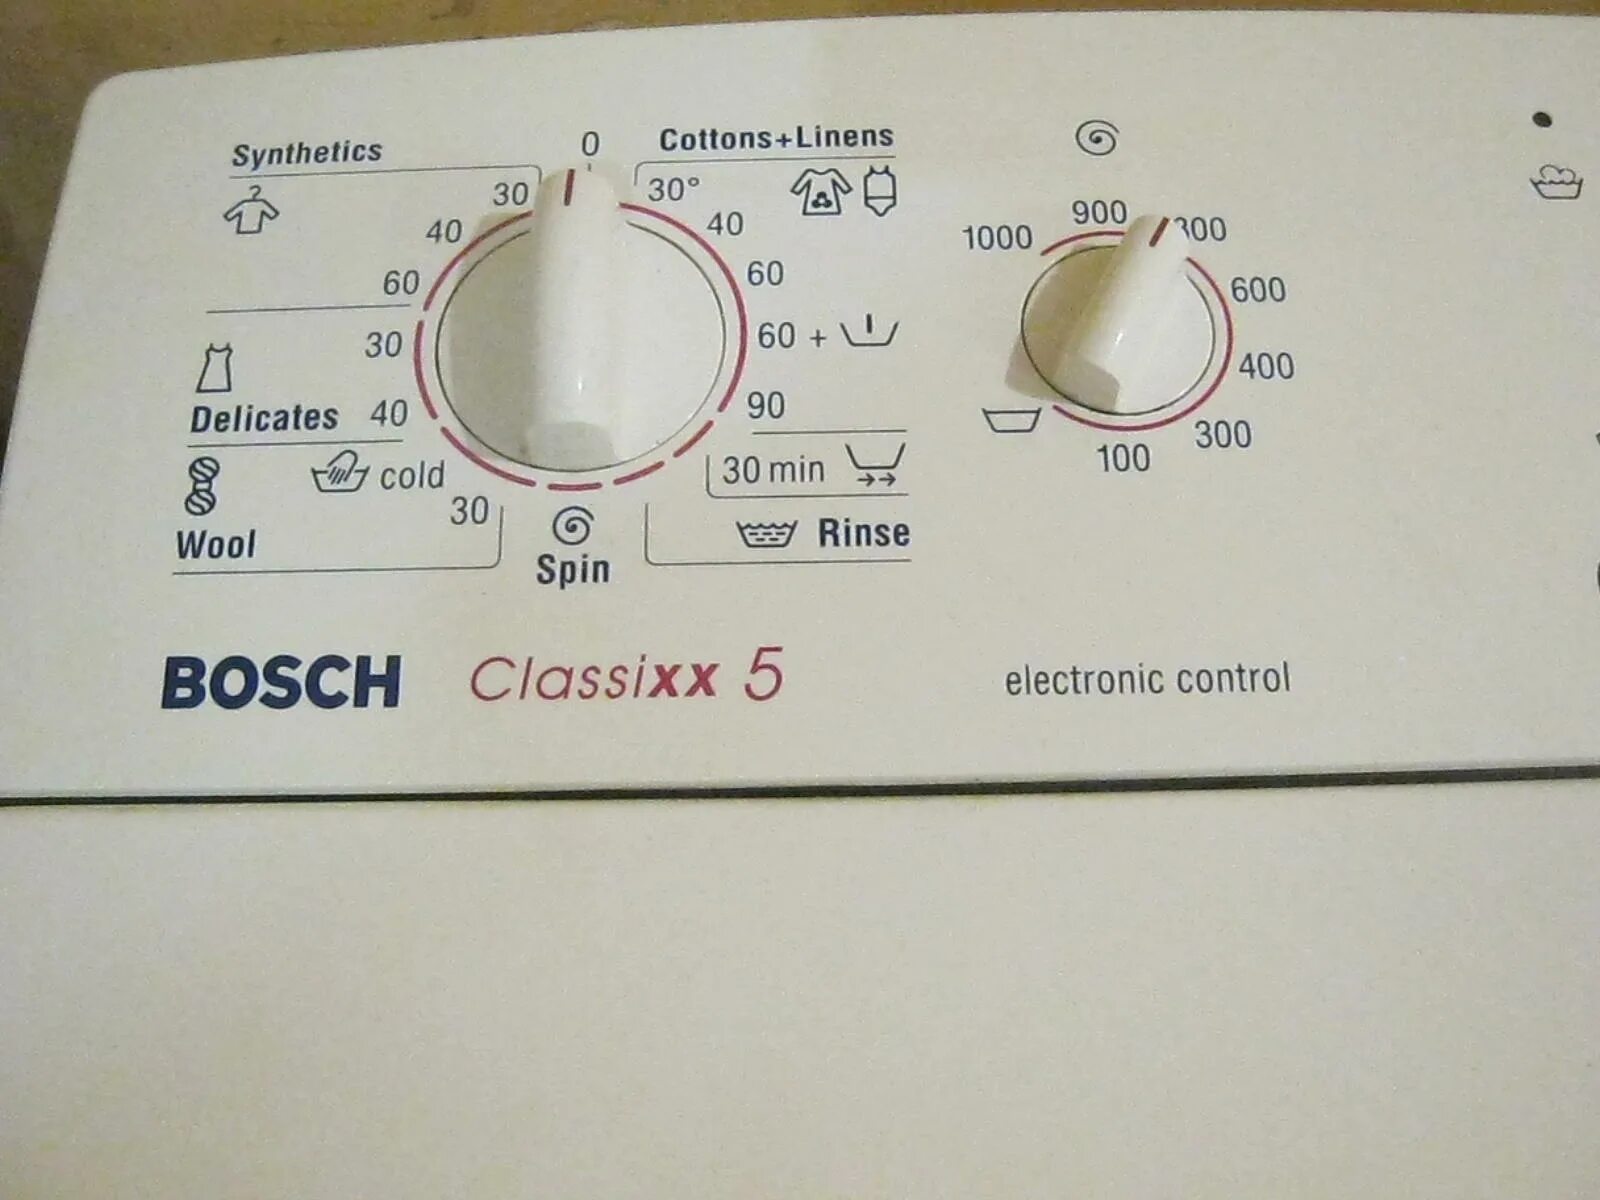 Synthetics 0 Cottons+Linens
30 30°
40 40
60 60
30 60 +
Delicates 40 90
cold 30 min
30
Wool Rinse
Spin
900 800
1000 600
400
300
100
BOSCH Classixx 5 electronic control